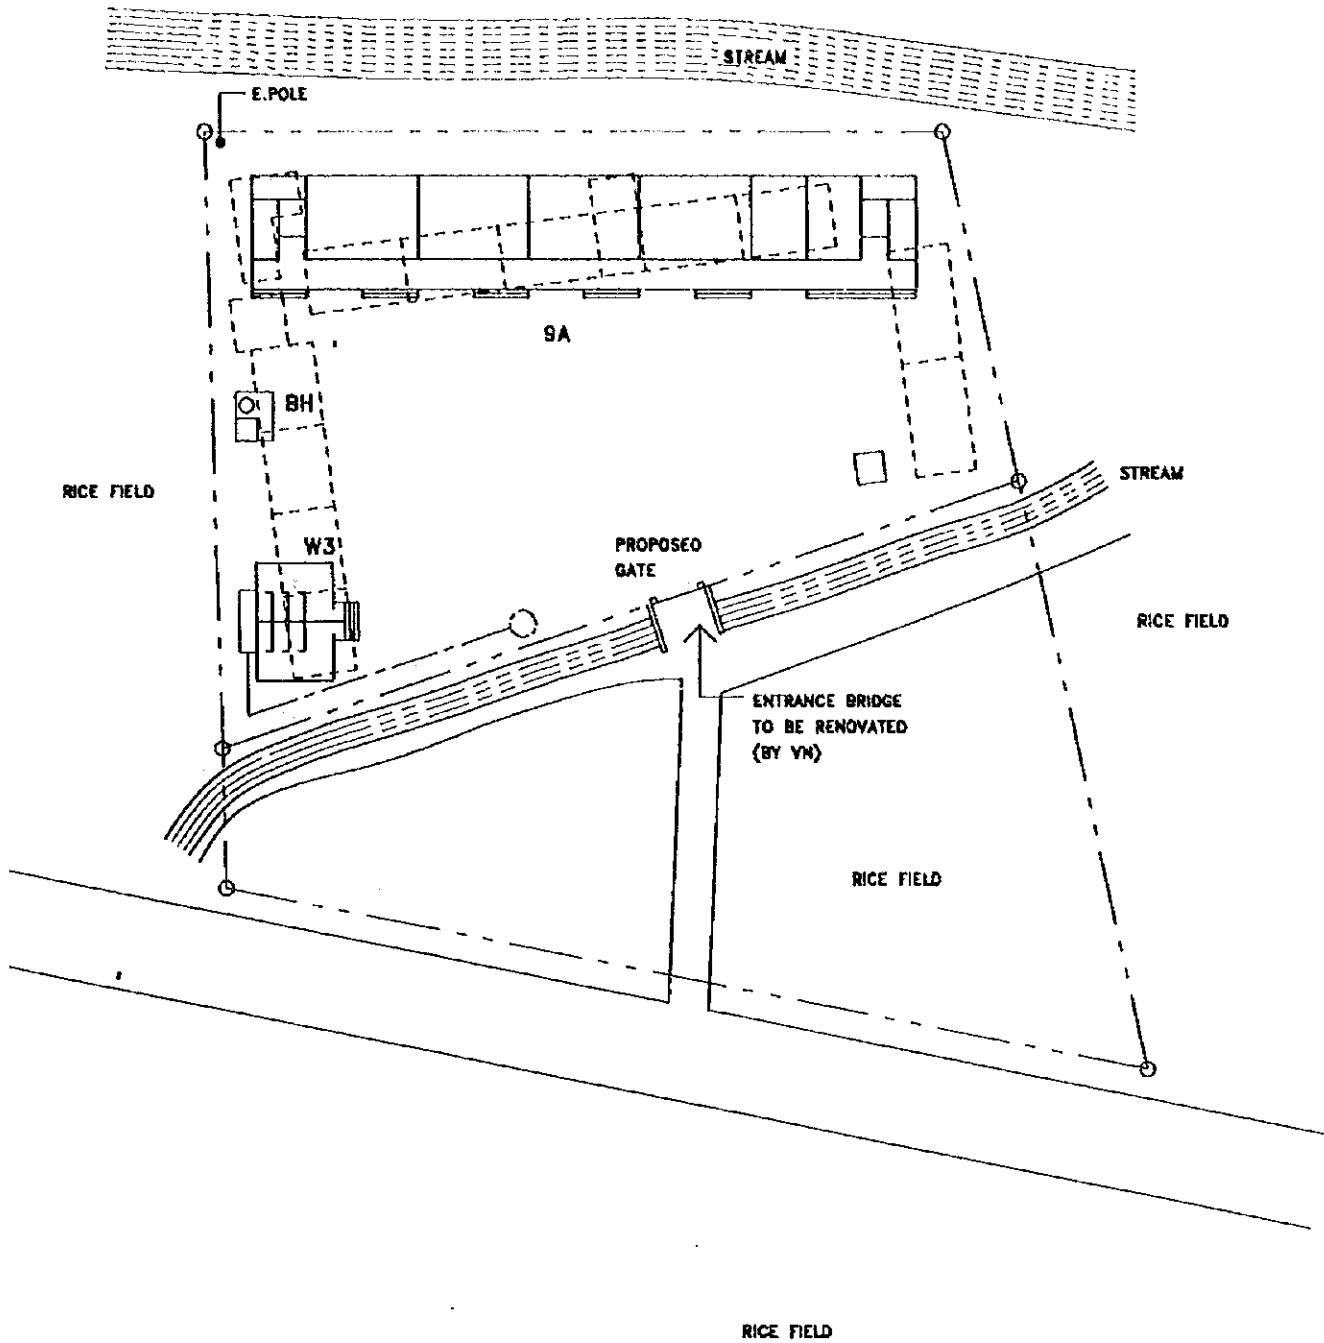 STREAM
E.POLE
9A
BH
RICE FIELD
STREAM
W3
PROPOSED
GATE
RICE FIELD
ENTRANCE BRIDGE
TO BE RENOVATED
(BY VN)
RICE FIELD
RICE FIELD